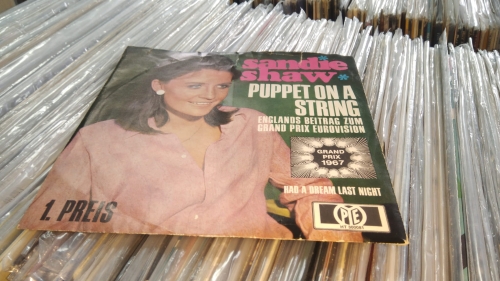 sandie
shaw
PUPPET ON A
STRING
ENGLANDS BEITRAG ZUM
GRAND PRIX EUROVISION
GRAND
PRIX
1967
HAD A DREAM LAST NIGHT
1. PREIS
PYE